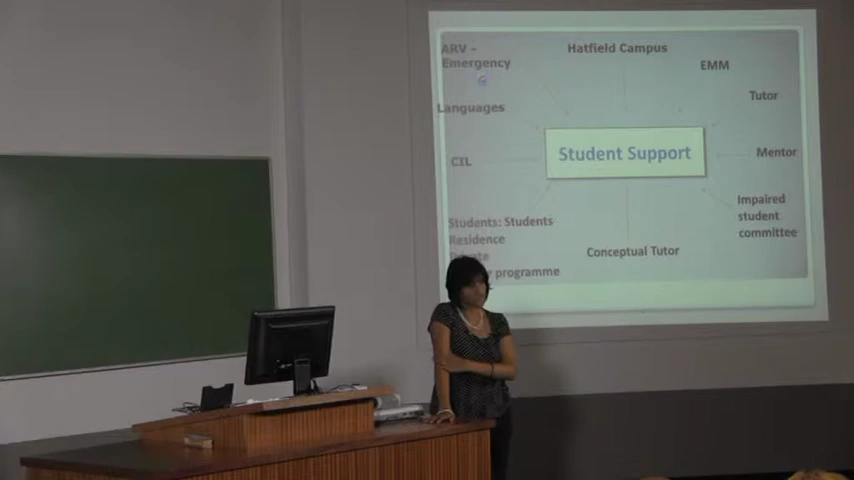 ARV –
Emergency
Hatfield Campus
EMM
Tutor
Languages
Student Support
CIL
Mentor
Impaired
student
committee
Students: Students
Residence
Conceptual Tutor
programme